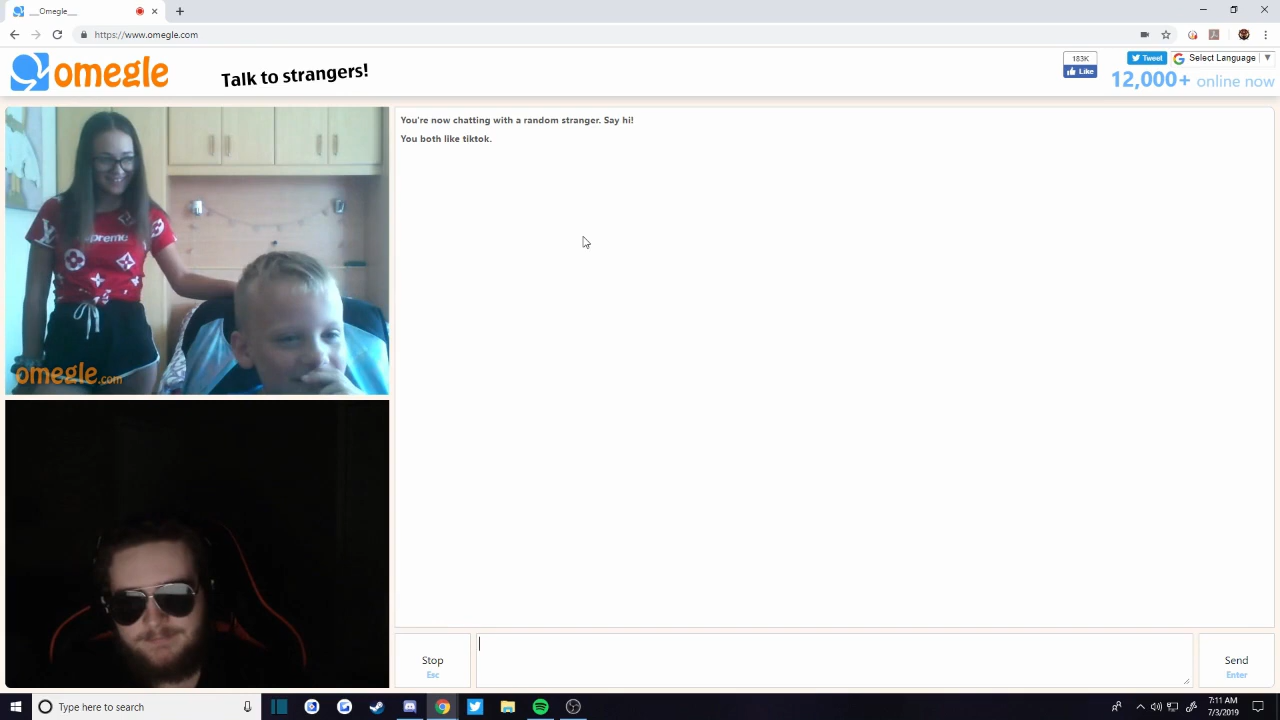 __Omegle__
https://www.omegle.com
omegle
Talk to strangers!
183K
Like
Tweet
Select Language
12,000+ online now
You're now chatting with a random stranger. Say hi!
You both like tiktok.
preme
omegle.com
Stop
Esc
Send
Enter
Type here to search
7:11 AM
7/3/2019